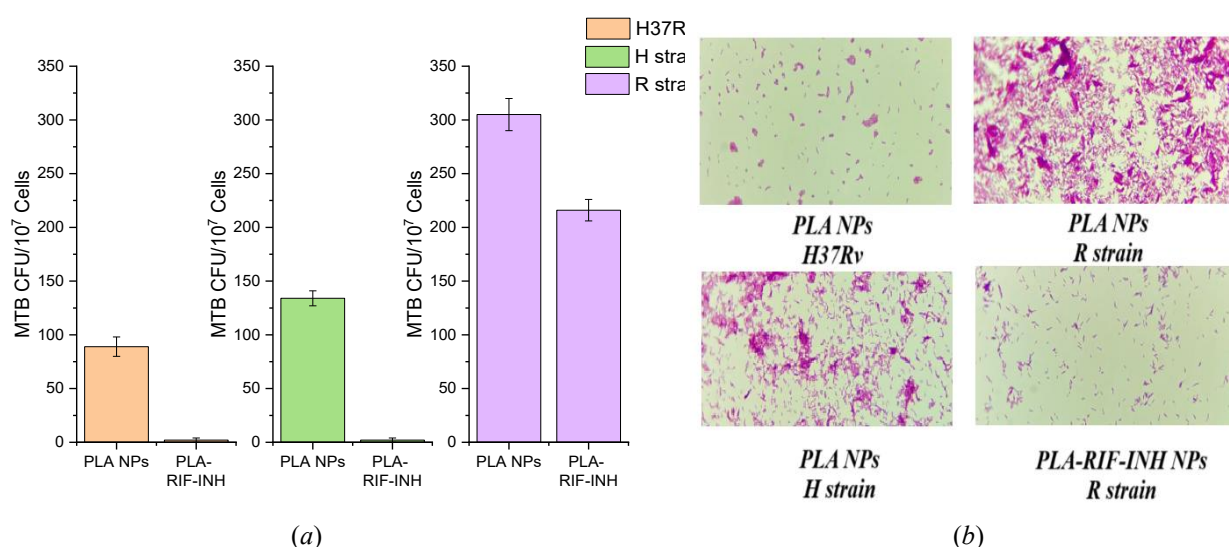 H37R
H stra
R stra
350
300
250
200
150
100
50
0
MTB CFU/10⁷ Cells
PLA NPs
PLA-
RIF-INH
350
300
250
200
150
100
50
0
MTB CFU/10⁷ Cells
PLA NPs
PLA-
RIF-INH
350
300
250
200
150
100
50
0
MTB CFU/10⁷ Cells
PLA NPs
PLA-
RIF-INH
(a)
PLA NPs
H37Rv
PLA NPs
R strain
PLA NPs
H strain
PLA-RIF-INH NPs
R strain
(b)